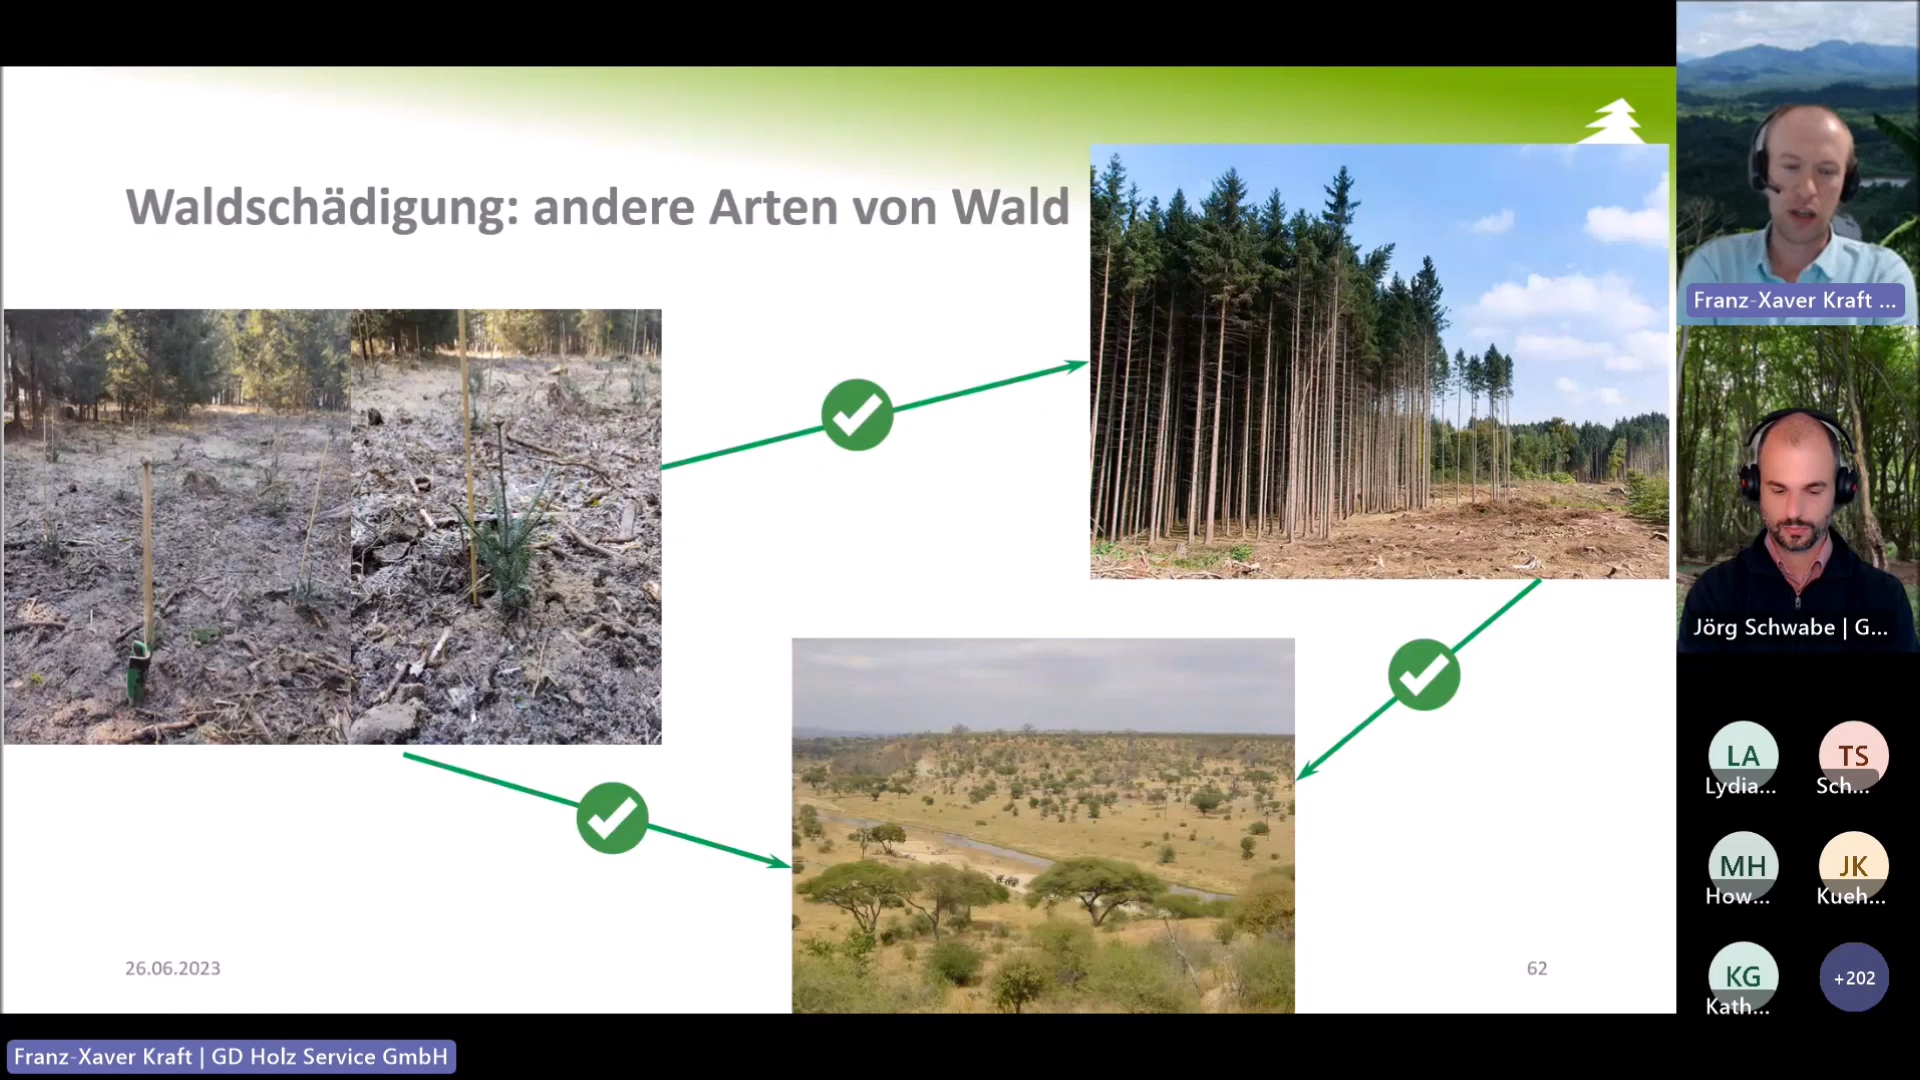 Waldschädigung: andere Arten von Wald
26.06.2023
62
Franz-Xaver Kraft ...
Jörg Schwabe | G...
LA
Lydia...
TS
Sch...
MH
How...
JK
Kueh...
KG
Kath...
+202
Franz-Xaver Kraft | GD Holz Service GmbH